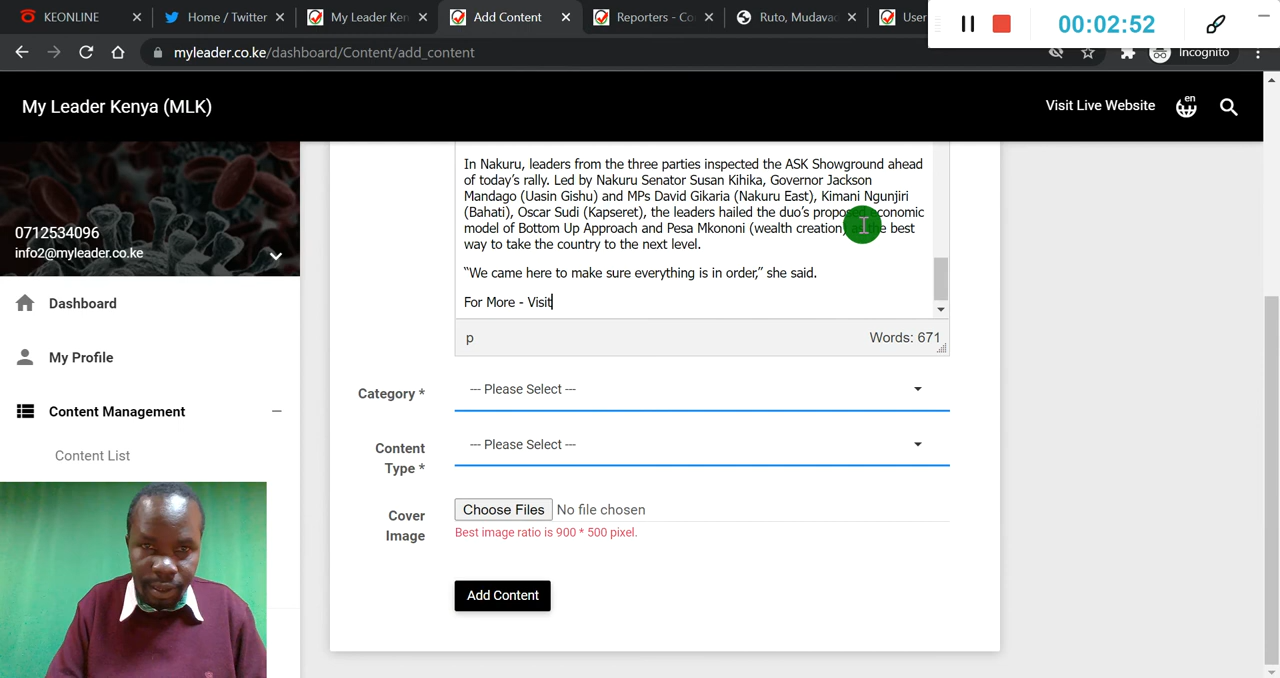 KEONLINE
Home / Twitter
My Leader Ken
Add Content
Reporters - Co
Ruto, Mudavad
User
00:02:52
myleader.co.ke/dashboard/Content/add_content
Incognito
My Leader Kenya (MLK)
Visit Live Website
en
0712534096
info2@myleader.co.ke
Dashboard
My Profile
Content Management
Content List
In Nakuru, leaders from the three parties inspected the ASK Showground ahead
of today's rally. Led by Nakuru Senator Susan Kihika, Governor Jackson
Mandago (Uasin Gishu) and MPs David Gikaria (Nakuru East), Kimani Ngunjiri
(Bahati), Oscar Sudi (Kapseret), the leaders hailed the duo's proposed economic
model of Bottom Up Approach and Pesa Mkononi (wealth creation) as the best
way to take the country to the next level.
“We came here to make sure everything is in order,” she said.
For More - Visit
p
Words: 671
Category *
--- Please Select ---
Content
Type *
--- Please Select ---
Cover
Image
Choose Files No file chosen
Best image ratio is 900 * 500 pixel.
Add Content